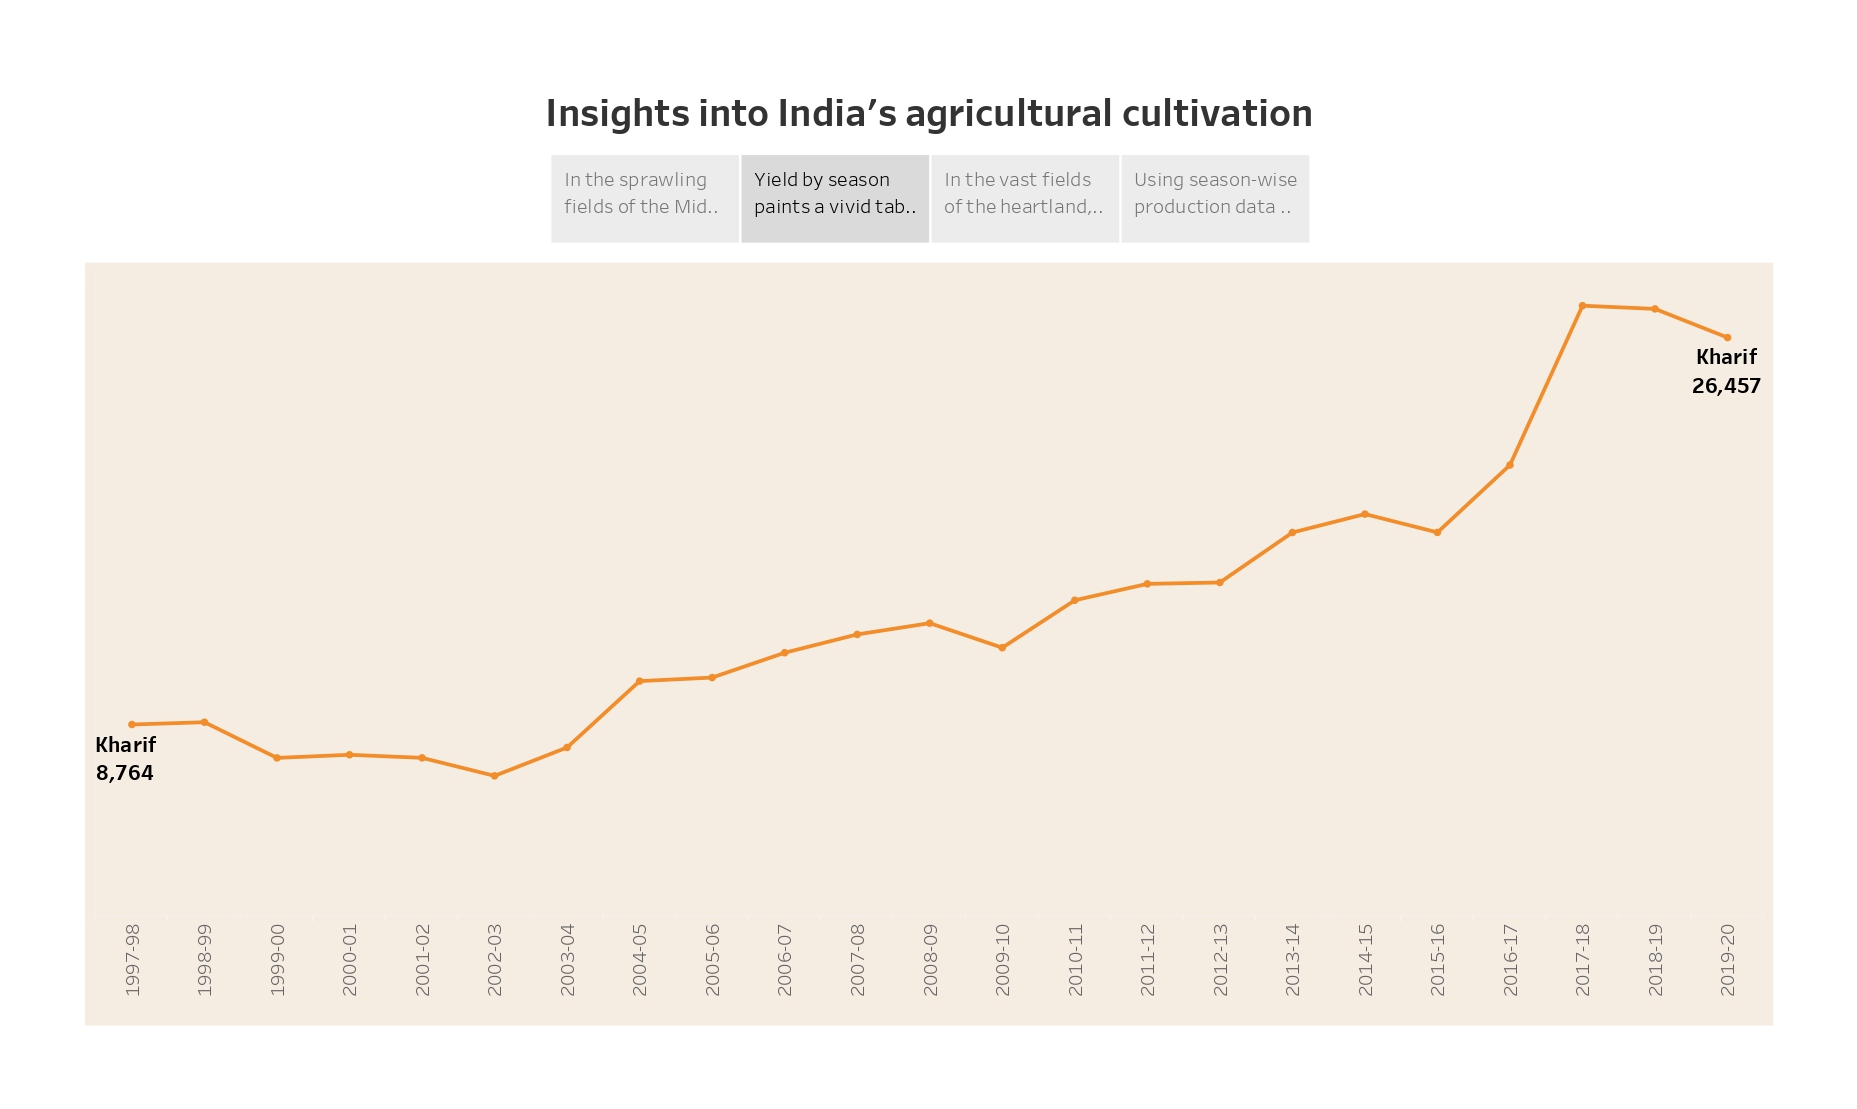 Insights into India’s agricultural cultivation
In the sprawling
fields of the Mid..
Yield by season
paints a vivid tab..
In the vast fields
of the heartland,..
Using season-wise
production data ..
Kharif
26,457
Kharif
8,764
1997-98
1998-99
1999-00
2000-01
2001-02
2002-03
2003-04
2004-05
2005-06
2006-07
2007-08
2008-09
2009-10
2010-11
2011-12
2012-13
2013-14
2014-15
2015-16
2016-17
2017-18
2018-19
2019-20